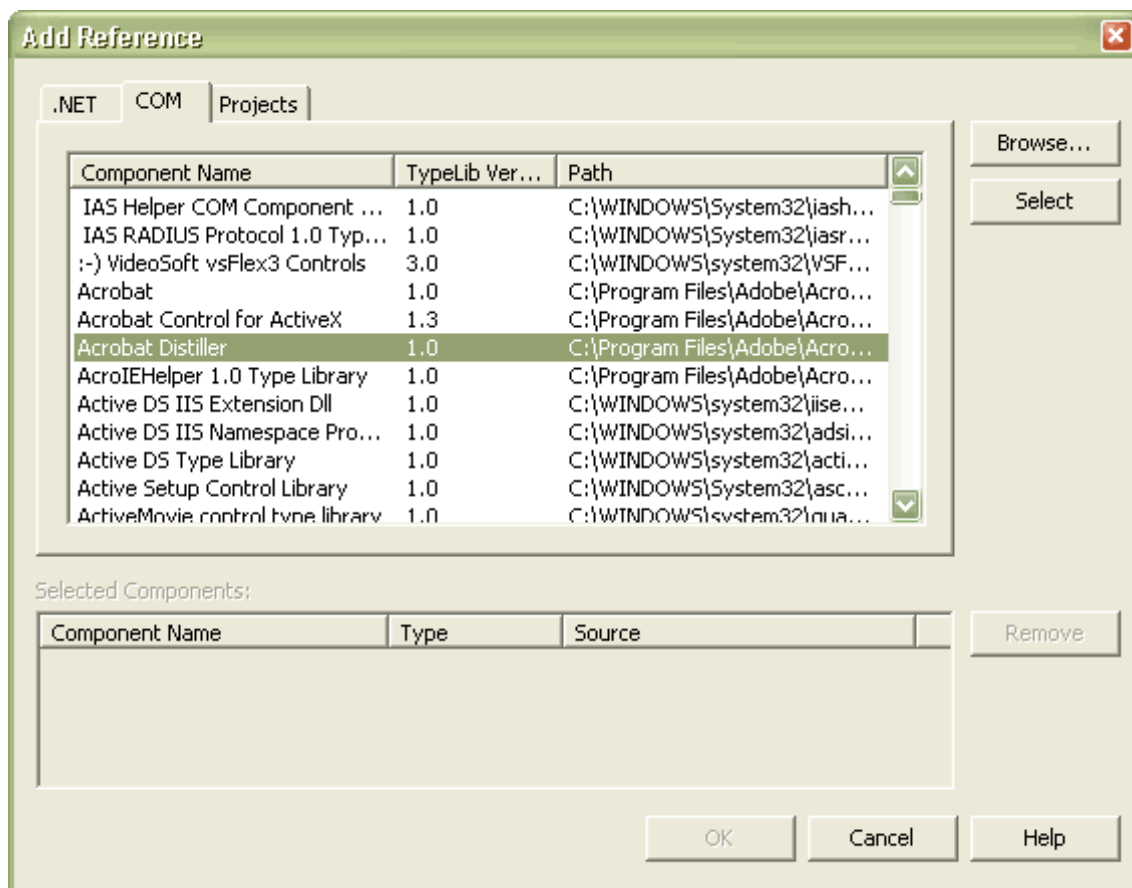 Add Reference
.NET COM Projects
Browse...
Select
Component Name TypeLib Ver... Path
IAS Helper COM Component ... 1.0 C:\WINDOWS\System32\iash...
IAS RADIUS Protocol 1.0 Typ... 1.0 C:\WINDOWS\System32\iasr...
:-) VideoSoft vsFlex3 Controls 3.0 C:\WINDOWS\system32\VSF...
Acrobat 1.0 C:\Program Files\Adobe\Acro...
Acrobat Control for ActiveX 1.3 C:\Program Files\Adobe\Acro...
Acrobat Distiller 1.0 C:\Program Files\Adobe\Acro...
AcroIEHelper 1.0 Type Library 1.0 C:\Program Files\Adobe\Acro...
Active DS IIS Extension Dll 1.0 C:\WINDOWS\system32\iise...
Active DS IIS Namespace Pro... 1.0 C:\WINDOWS\system32\adsi...
Active DS Type Library 1.0 C:\WINDOWS\system32\acti...
Active Setup Control Library 1.0 C:\WINDOWS\System32\asc...
ActiveMovie control type library 1.0 C:\WINDOWS\system32\qua...
Selected Components:
Component Name Type Source
Remove
OK Cancel Help